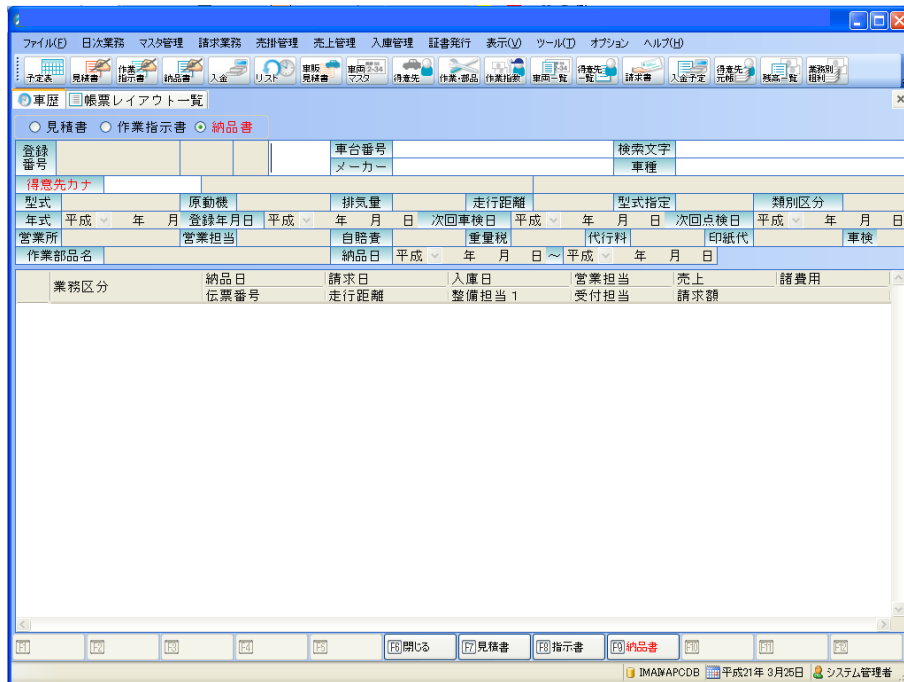 ファイル(F) 日次業務 マスタ管理 請求業務 売掛管理 売上管理 入庫管理 証書発行 表示(V) ツール(T) オプション ヘルプ(H)
予定表 見積書 作業指示書 納品書 入金 リスト 車販見積書 車両マスタ 得意先 作業・部品 作業指数 車両一覧 得意先一覧 請求書 入金予定 得意先元帳 残高一覧 業務別粗利
車歴 帳票レイアウト一覧
見積書 作業指示書 納品書
登録番号 車台番号 検索文字
メーカー 車種
得意先カナ
型式 原動機 排気量 走行距離 型式指定 類別区分
年式 平成 年 月 登録年月日 平成 年 月 日 次回車検日 平成 年 月 日 次回点検日 平成 年 月 日
営業所 営業担当 自賠責 重量税 代行料 印紙代 車検
作業部品名 納品日 平成 年 月 日 ~ 平成 年 月 日
業務区分 納品日 請求日 入庫日 営業担当 売上 諸費用
伝票番号 走行距離 整備担当1 受付担当 請求額
F1 F2 F3 F4 F5 F6 閉じる F7 見積書 F8 指示書 F9 納品書 F10 F11 F12
平成21年 3月25日 システム管理者